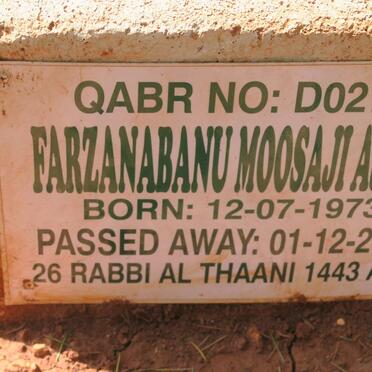 QABR NO: D02
FARZANABANU MOOSAJI A
BORN: 12-07-1973
PASSED AWAY: 01-12-2
26 RABBI AL THAANI 1443 A